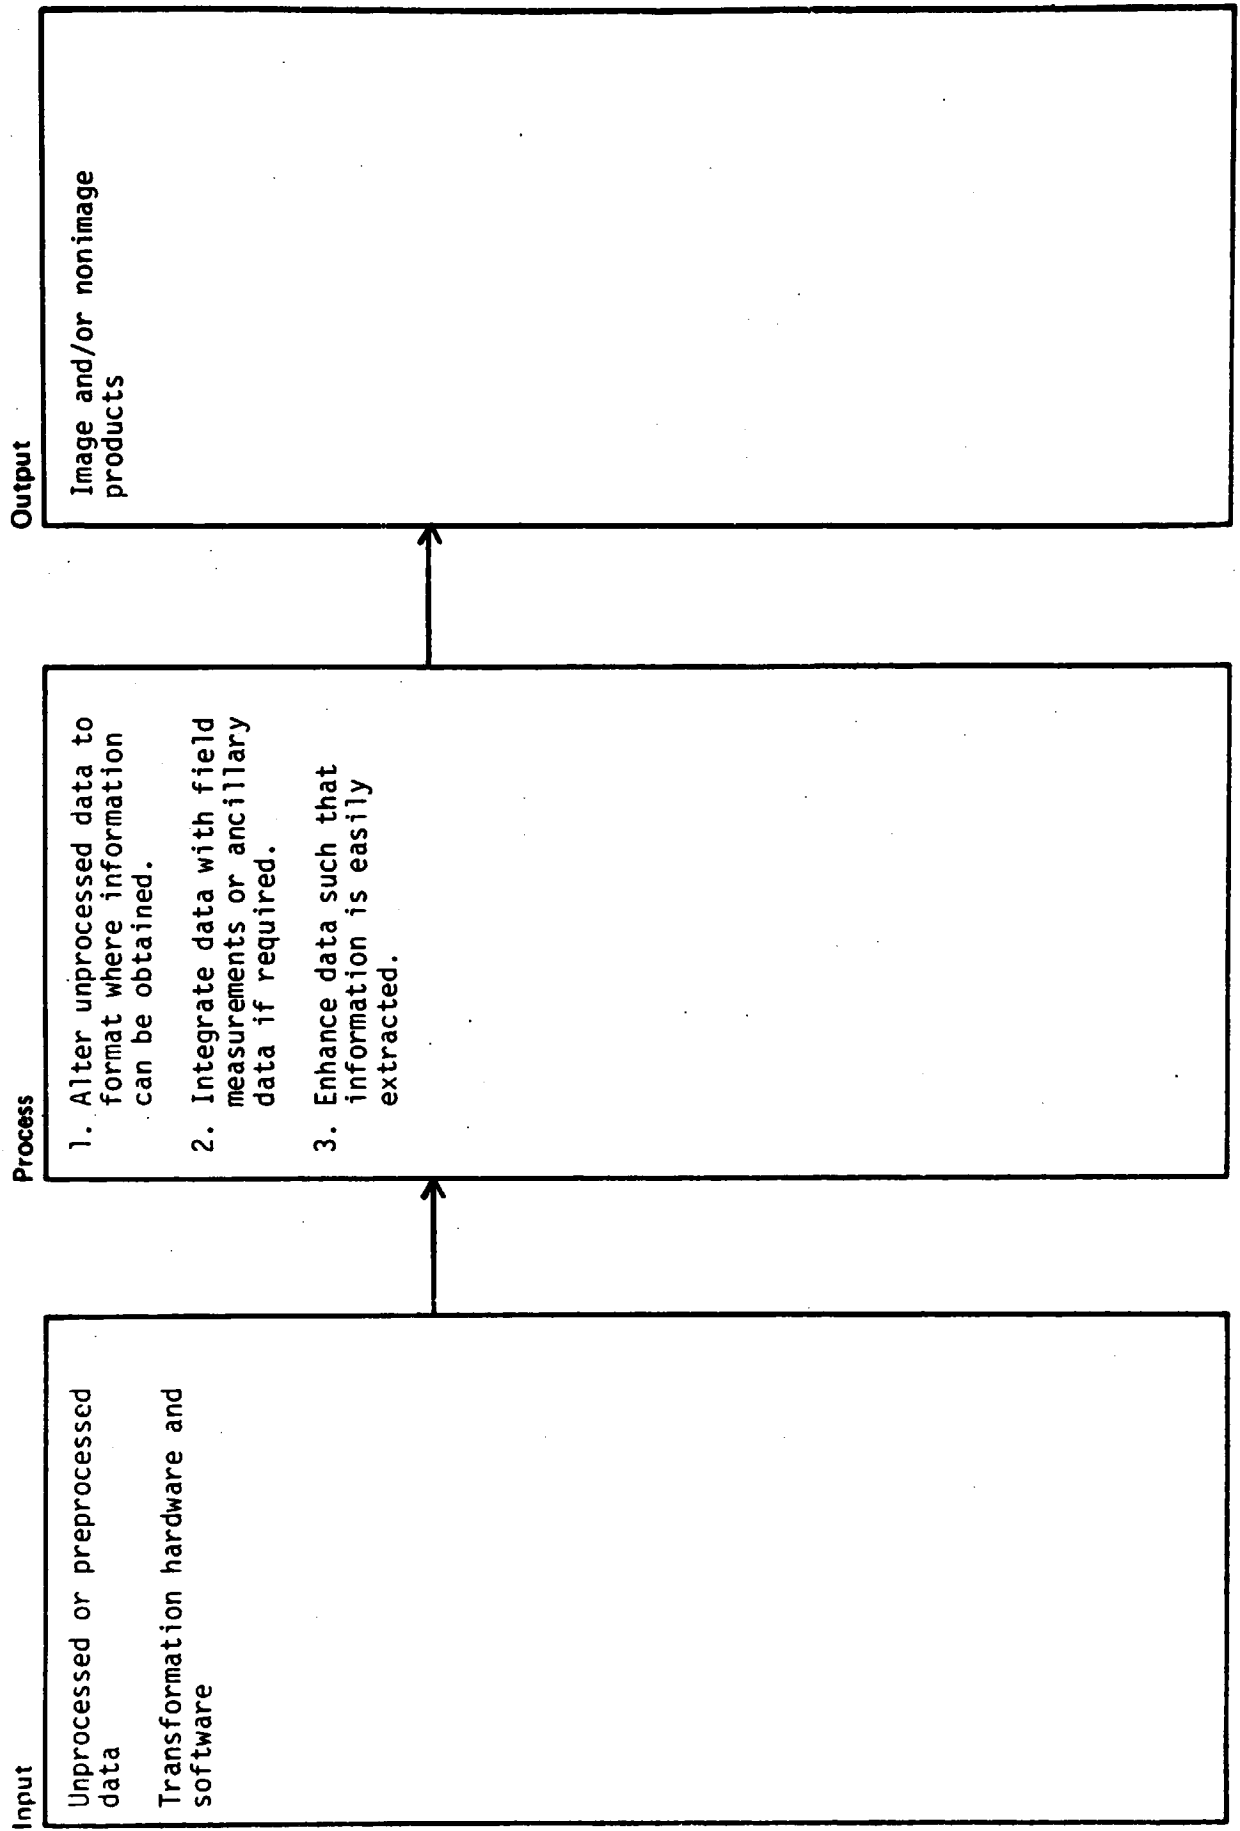 Input
Unprocessed or preprocessed
data
Transformation hardware and
software
Process
1. Alter unprocessed data to
format where information
can be obtained.
2. Integrate data with field
measurements or ancillary
data if required.
3. Enhance data such that
information is easily
extracted.
Output
Image and/or nonimage
products